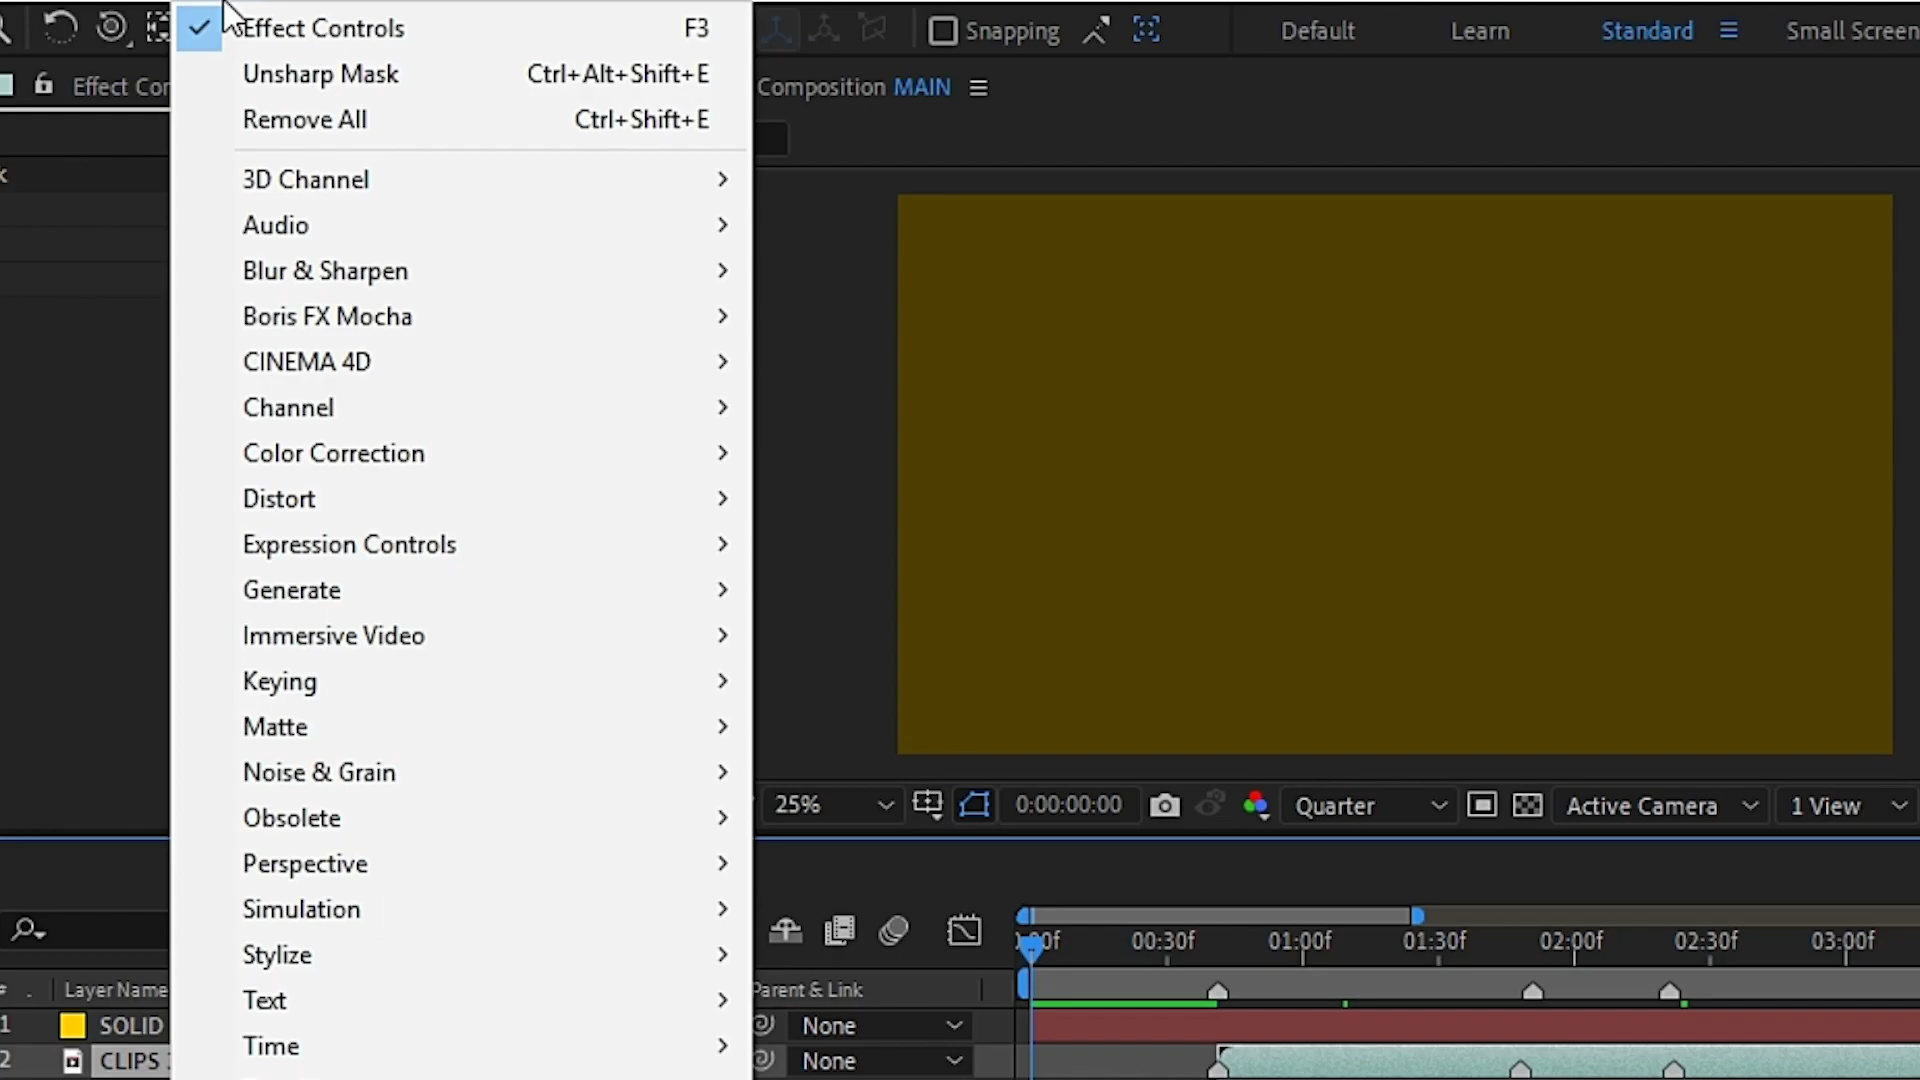 Effect Controls F3
Unsharp Mask Ctrl+Alt+Shift+E
Remove All Ctrl+Shift+E
3D Channel
Audio
Blur & Sharpen
Boris FX Mocha
CINEMA 4D
Channel
Color Correction
Distort
Expression Controls
Generate
Immersive Video
Keying
Matte
Noise & Grain
Obsolete
Perspective
Simulation
Stylize
Text
Time
Snapping Default Learn Standard Small Screen
Effect Con
Composition MAIN
25% 0:00:00:00 Quarter Active Camera 1 View
00:30f 01:00f 01:30f 02:00f 02:30f 03:00f
# . Layer Name Parent & Link
1 SOLID None
2 CLIPS None